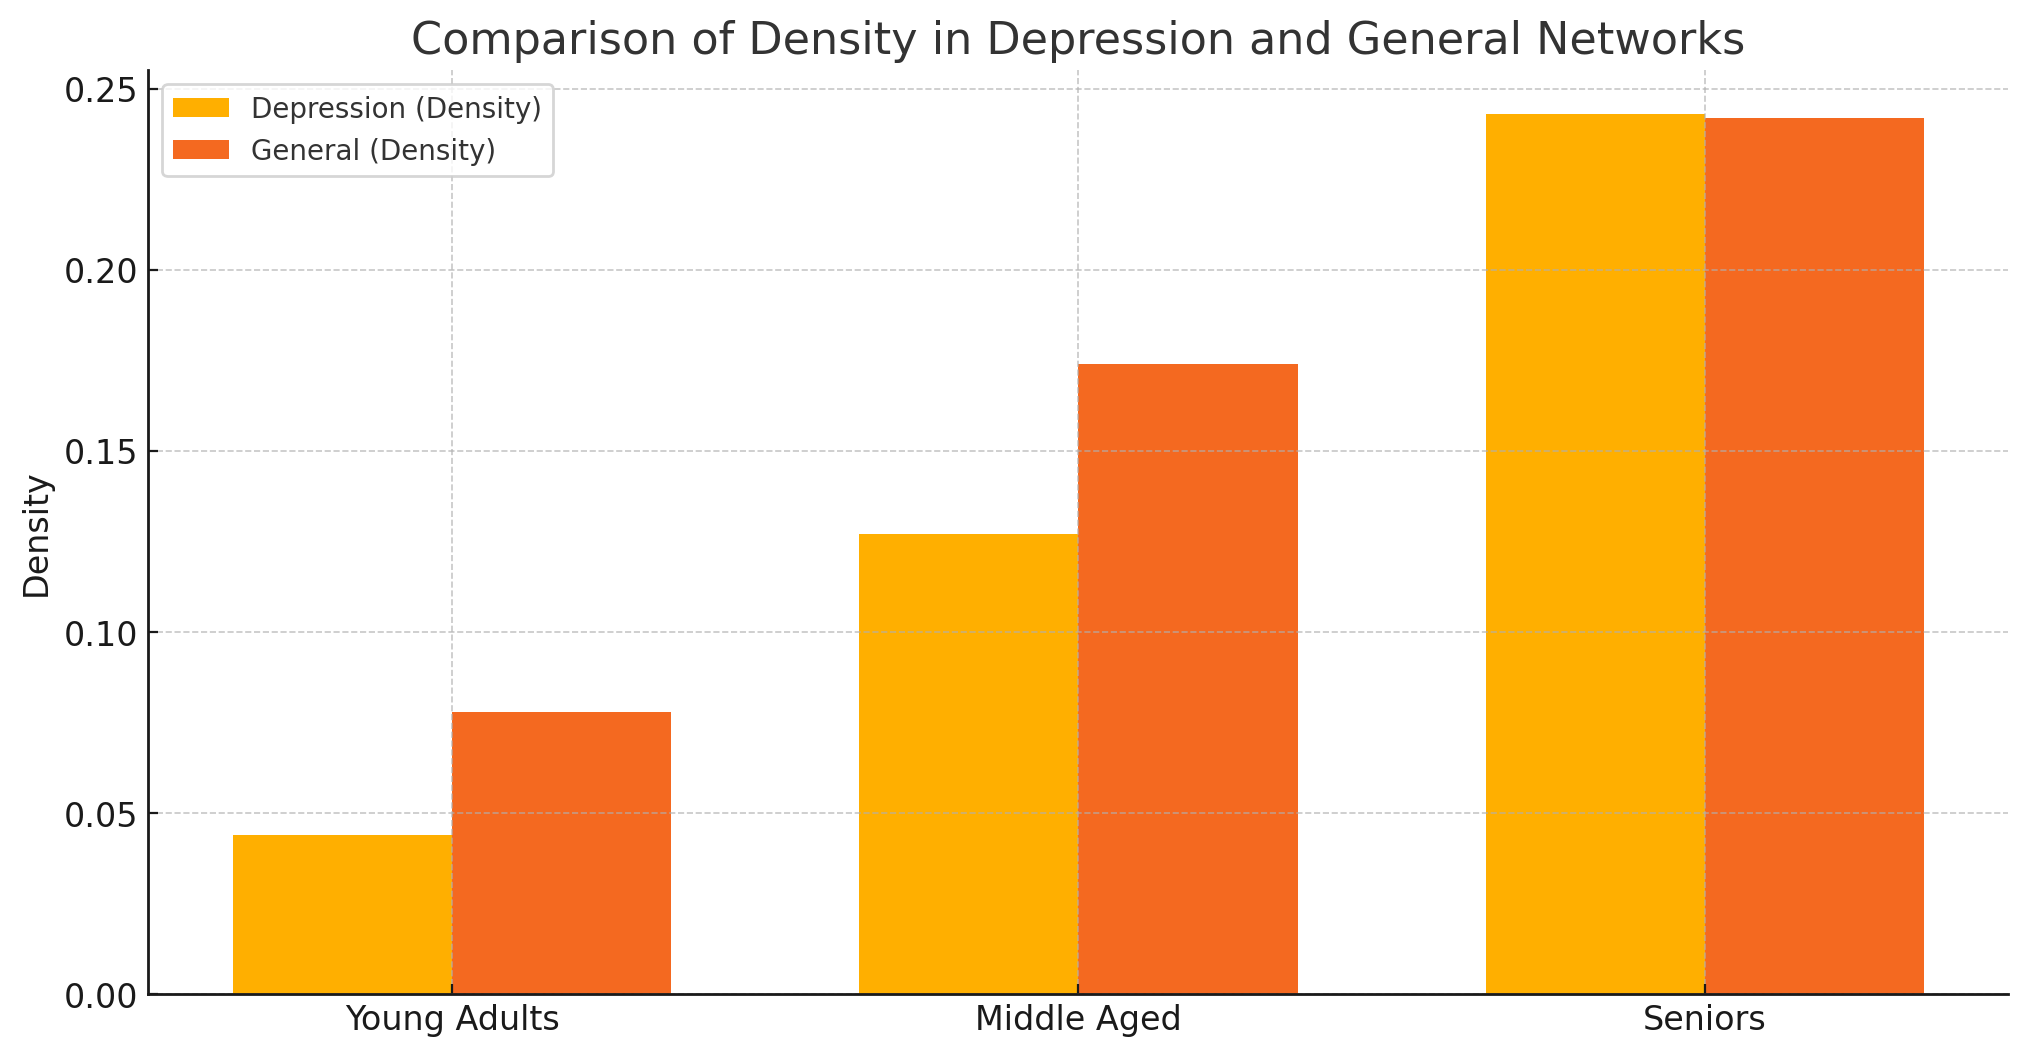 Comparison of Density in Depression and General Networks
Depression (Density)
General (Density)
Density
0.25
0.20
0.15
0.10
0.05
0.00
Young Adults
Middle Aged
Seniors